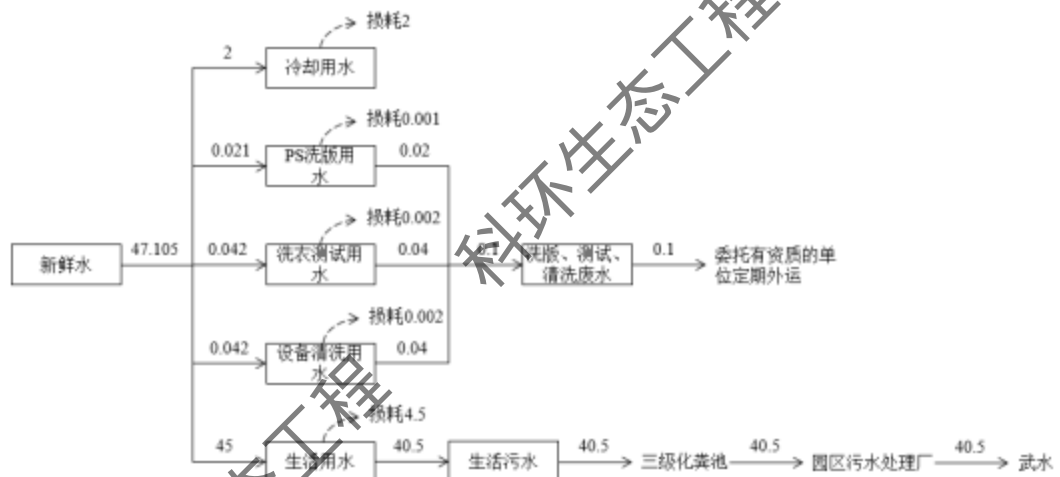 损耗2
2
冷却用水
损耗0.001
0.021
PS洗版用
水
0.02
损耗0.002
新鲜水
47.105
0.042
洗衣测试用
水
0.04
0.1
洗版、测试、
清洗废水
0.1
委托有资质的单
位定期外运
损耗0.002
0.042
设备清洗用
水
0.04
损耗4.5
45
生活用水
40.5
生活污水
40.5
三级化粪池
40.5
园区污水处理厂
40.5
武水
科环生态工程
态工程